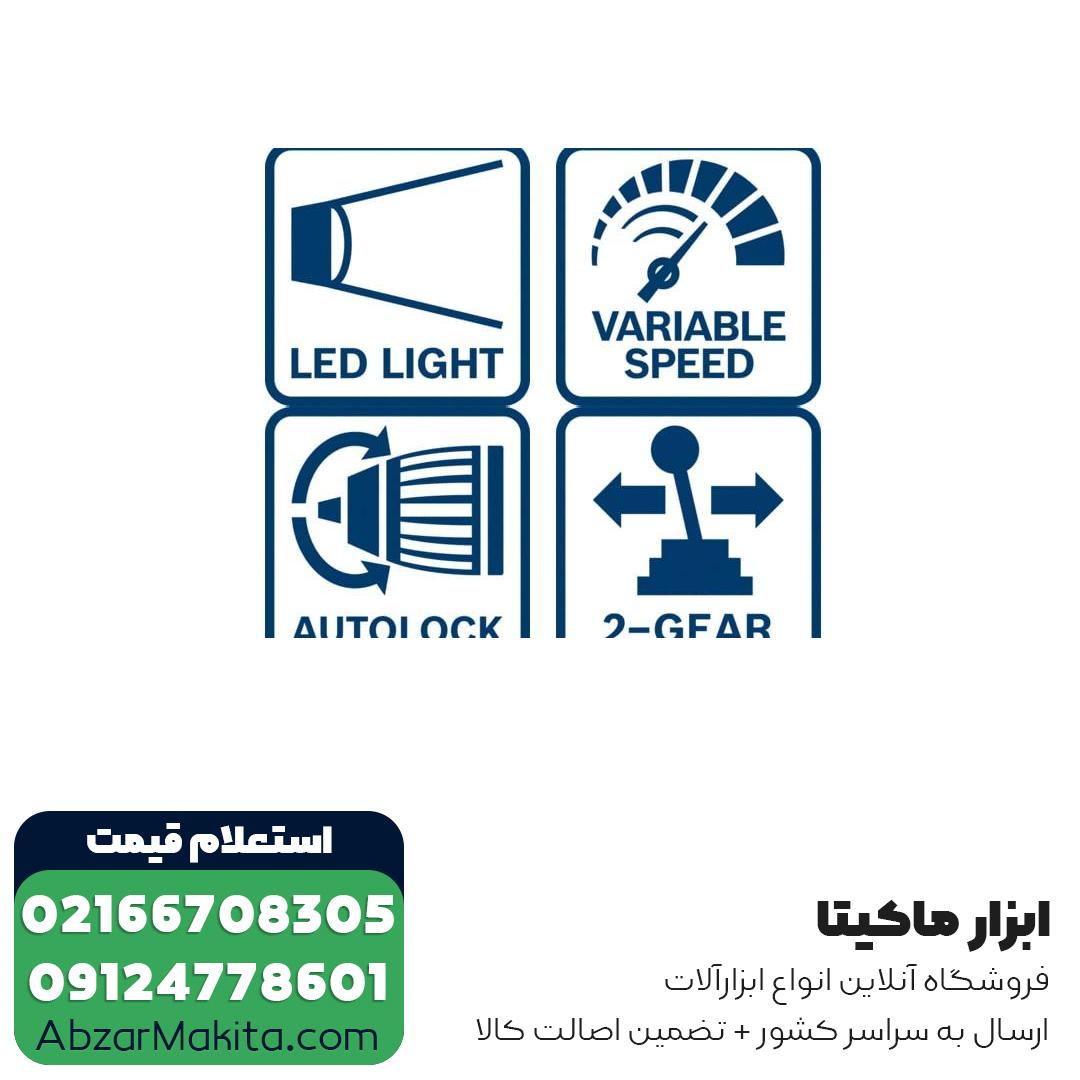 LED LIGHT
VARIABLE
SPEED
AUTOLOCK
2-GEAR
استعلام قیمت
02166708305
09124778601
AbzarMakita.com
ابزار ماکیتا
فروشگاه آنلاین انواع ابزارآلات
ارسال به سراسر کشور + تضمین اصالت کالا